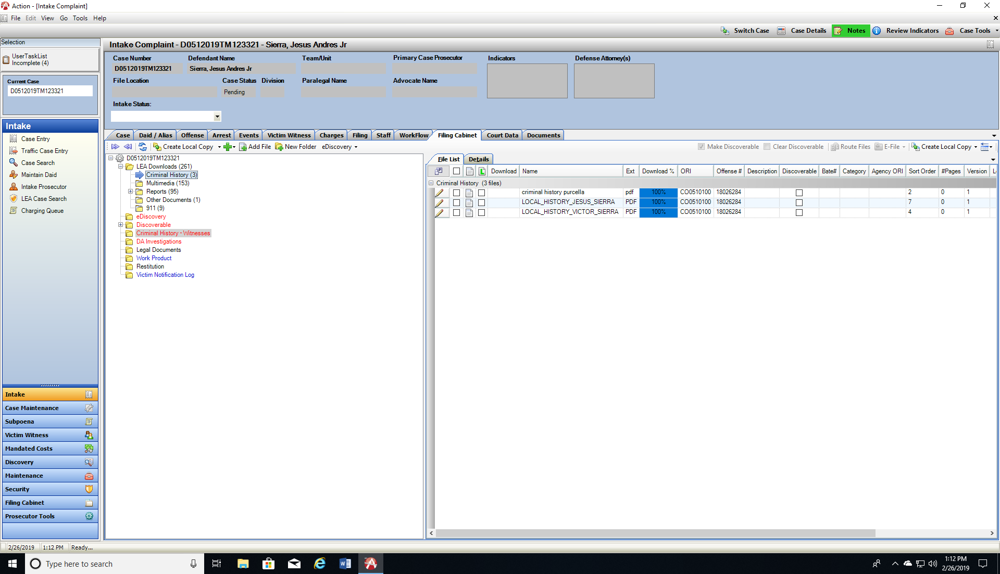 Action - [Intake Complaint]
File Edit View Go Tools Help
Switch Case Case Details Notes Review Indicators Case Tools
Selection
UserTaskList
Incomplete (4)
Current Case
D0512019TM123321
Intake
Case Entry
Traffic Case Entry
Case Search
Maintain Daid
Intake Prosecutor
LEA Case Search
Charging Queue
Intake
Case Maintenance
Subpoena
Victim Witness
Mandated Costs
Discovery
Maintenance
Security
Filing Cabinet
Prosecutor Tools
Intake Complaint - D0512019TM123321 - Sierra, Jesus Andres Jr
Case Number Defendant Name Team/Unit Primary Case Prosecutor Indicators Defense Attorney(s)
D0512019TM123321 Sierra, Jesus Andres Jr
File Location Case Status Division Paralegal Name Advocate Name
Pending
Intake Status:
Case Daid / Alias Offense Arrest Events Victim Witness Charges Filing Staff WorkFlow Filing Cabinet Court Data Documents
Create Local Copy Add File New Folder eDiscovery Make Discoverable Clear Discoverable Route Files E-File Create Local Copy
D0512019TM123321
LEA Downloads (261)
Criminal History (3)
Multimedia (153)
Reports (95)
Other Documents (1)
911 (9)
eDiscovery
Discoverable
Criminal History - Witnesses
DA Investigations
Legal Documents
Work Product
Restitution
Victim Notification Log
File List Details
L Download Name Ext Download % ORI Offense # Description Discoverable Bate# Category Agency ORI Sort Order #Pages Version
Criminal History (3 files)
criminal history purcella pdf 100% CO0510100 18026284 2 0 1
LOCAL_HISTORY_JESUS_SIERRA PDF 100% CO0510100 18026284 7 0 1
LOCAL_HISTORY_VICTOR_SIERRA PDF 100% CO0510100 18026284 4 0 1
2/26/2019 1:12 PM Ready...
Type here to search
1:12 PM
2/26/2019